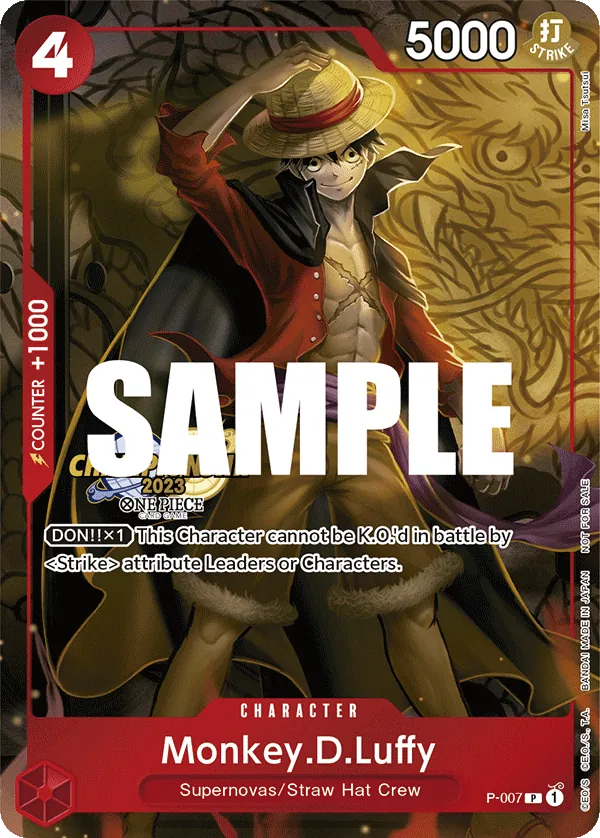 4
5000
打
STRIKE
Misa Tsutsui
COUNTER +1000
SAMPLE
2023
ONE PIECE
CARD GAME
DON!!×1 This Character cannot be K.O.'d in battle by
<Strike> attribute Leaders or Characters.
©EO/S ©E.O./S., T.A. BANDAI MADE IN JAPAN NOT FOR SALE
CHARACTER
Monkey.D.Luffy
Supernovas/Straw Hat Crew
P-007 P 1